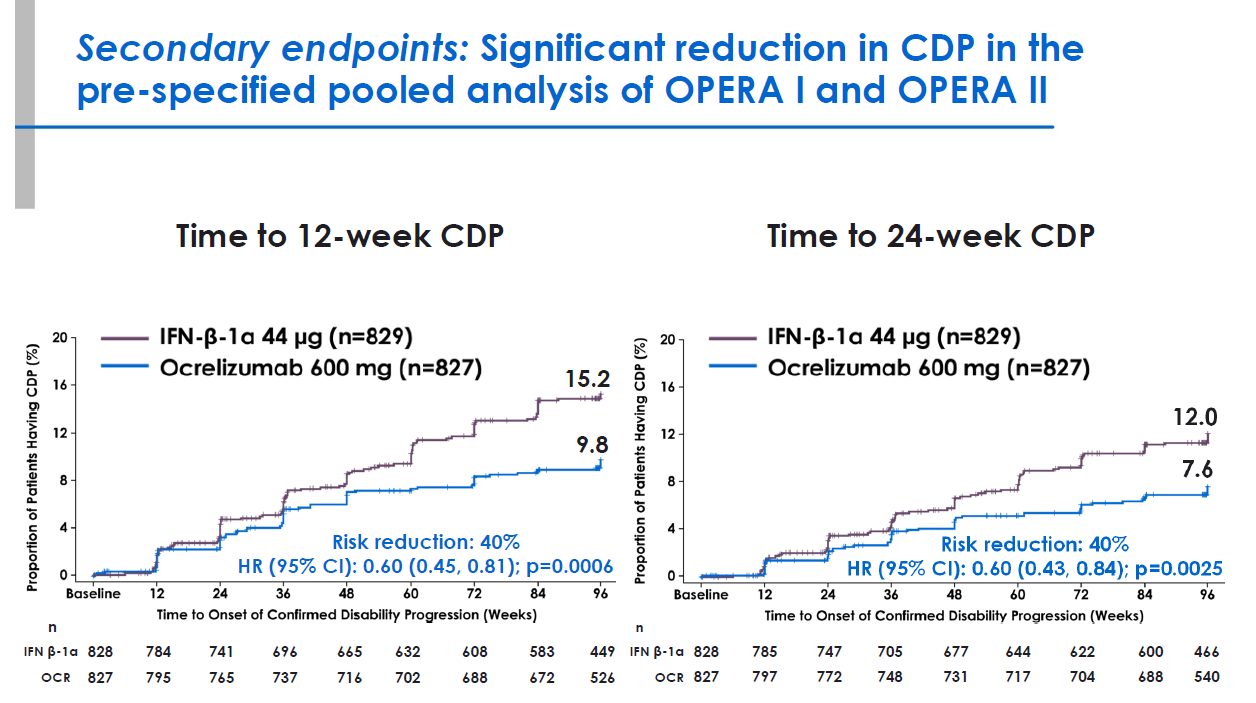 Secondary endpoints: Significant reduction in CDP in the
pre-specified pooled analysis of OPERA I and OPERA II
Time to 12-week CDP
Proportion of Patients Having CDP (%)
20
16
12
8
4
0
IFN-β-1a 44 µg (n=829)
Ocrelizumab 600 mg (n=827)
15.2
9.8
Risk reduction: 40%
HR (95% CI): 0.60 (0.45, 0.81); p=0.0006
Baseline 12 24 36 48 60 72 84 96
Time to Onset of Confirmed Disability Progression (Weeks)
n
IFN β-1a 828 784 741 696 665 632 608 583 449
OCR 827 795 765 737 716 702 688 672 526
Time to 24-week CDP
Proportion of Patients Having CDP (%)
20
16
12
8
4
0
IFN-β-1a 44 µg (n=829)
Ocrelizumab 600 mg (n=827)
12.0
7.6
Risk reduction: 40%
HR (95% CI): 0.60 (0.43, 0.84); p=0.0025
Baseline 12 24 36 48 60 72 84 96
Time to Onset of Confirmed Disability Progression (Weeks)
n
IFN β-1a 828 785 747 705 677 644 622 600 466
OCR 827 797 772 748 731 717 704 688 540